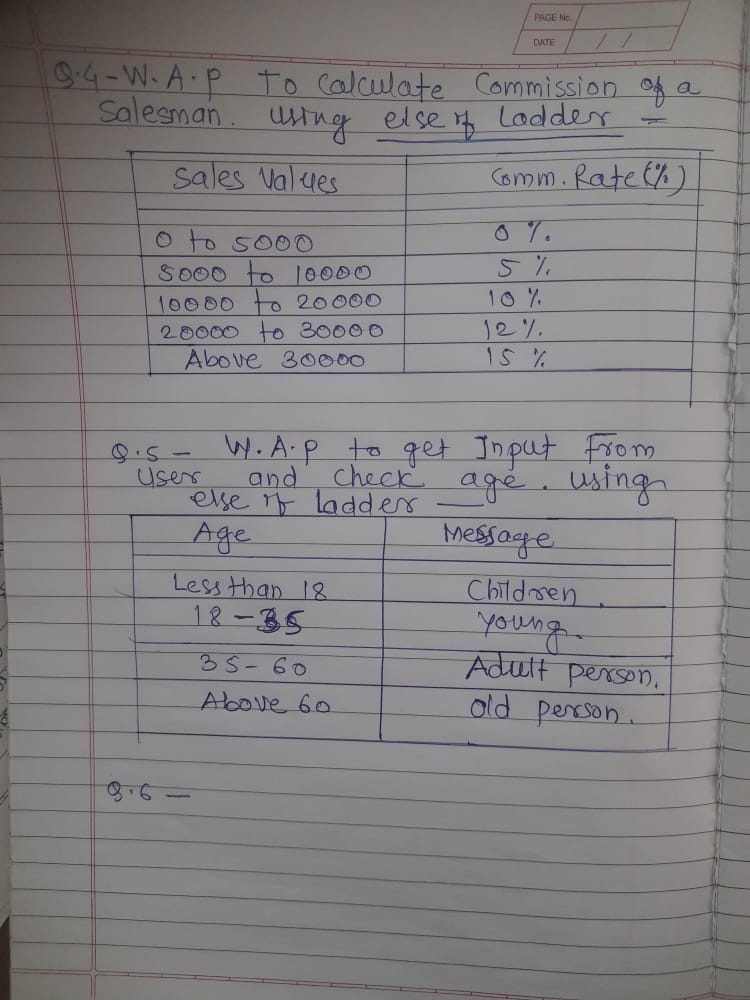 PAGE No.
DATE / /
Q.4 - W.A.P To Calculate Commission of a
Salesman. using else if Ladder -
Sales Values Comm. Rate (%)
0 to 5000 0 %.
5000 to 10000 5 %
10000 to 20000 10 %
20000 to 30000 12 %.
Above 30000 15 %
Q.5 - W.A.P to get Input from
User and check age. using
else if ladder -
Age Message
Less than 18 Children.
18 - 35 Young.
35 - 60 Adult person.
Above 60 old person.
Q.6 -